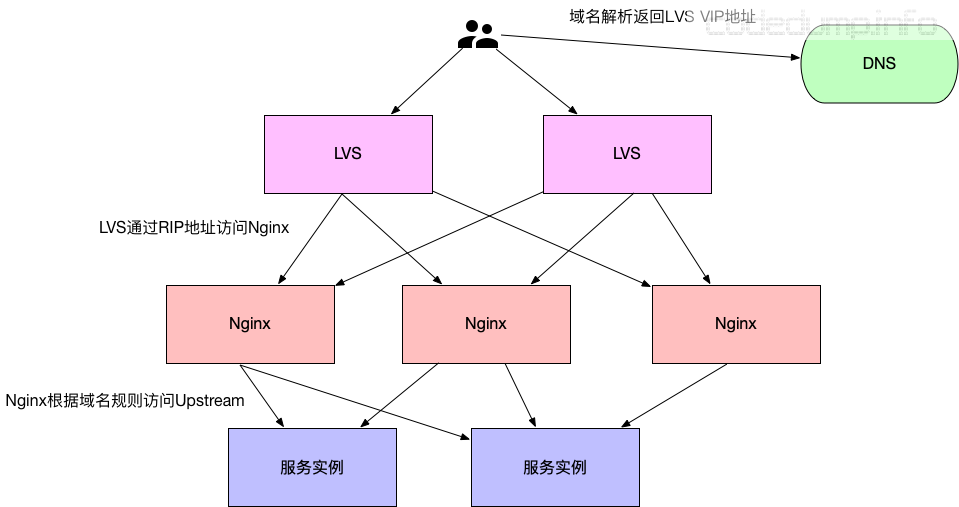 域名解析返回LVS VIP地址
codedump.info
DNS
LVS
LVS
LVS通过RIP地址访问Nginx
Nginx
Nginx
Nginx
Nginx根据域名规则访问Upstream
服务实例
服务实例